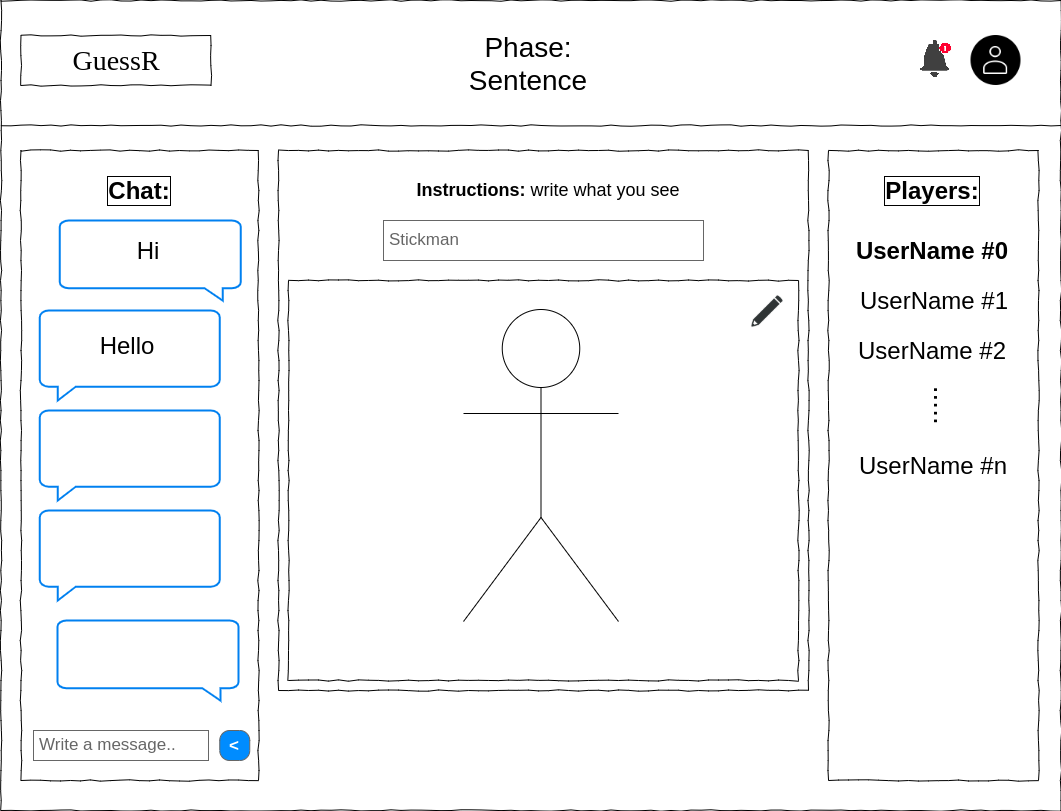 GuessR
Phase:
Sentence
Chat:
Hi
Hello
Write a message..
<
Instructions: write what you see
Stickman
Players:
UserName #0
UserName #1
UserName #2
UserName #n